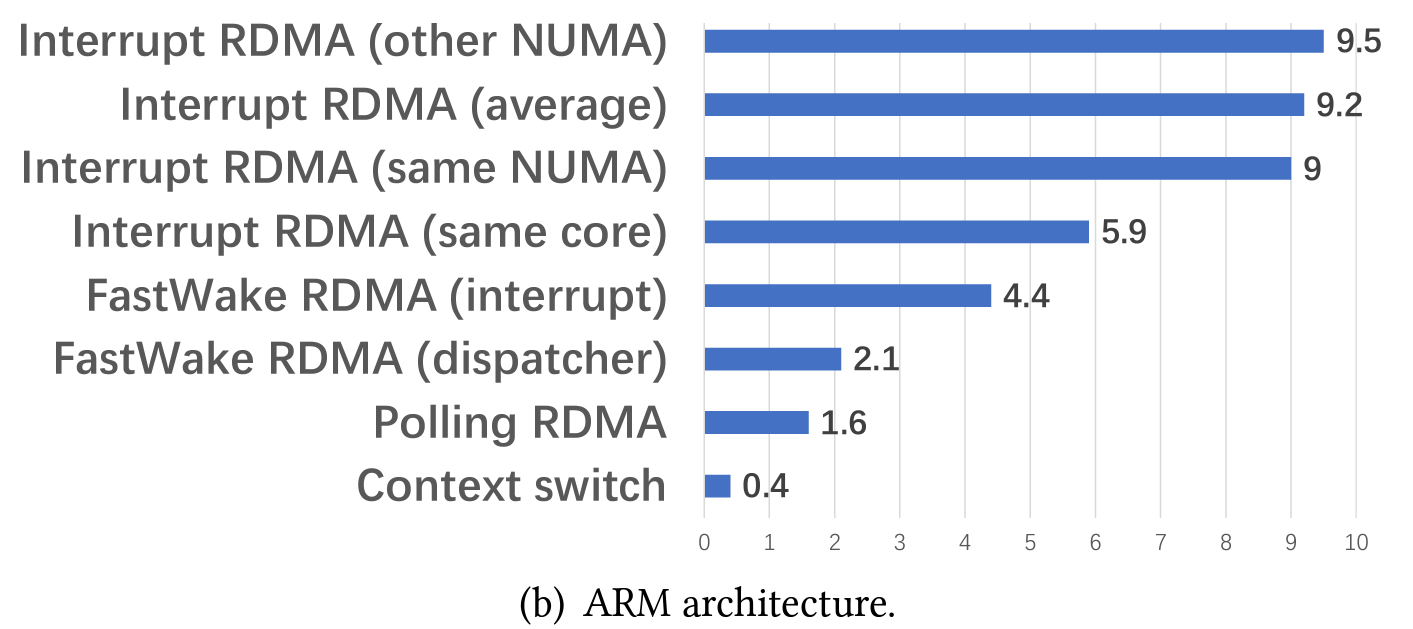 Interrupt RDMA (other NUMA) 9.5
Interrupt RDMA (average) 9.2
Interrupt RDMA (same NUMA) 9
Interrupt RDMA (same core) 5.9
FastWake RDMA (interrupt) 4.4
FastWake RDMA (dispatcher) 2.1
Polling RDMA 1.6
Context switch 0.4
0 1 2 3 4 5 6 7 8 9 10
(b) ARM architecture.